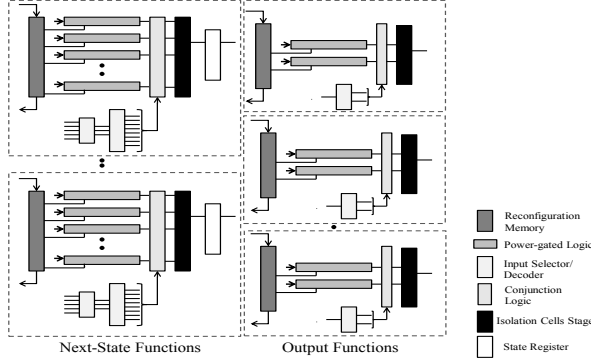 Reconfiguration
Memory
Power-gated Logic
Input Selector/
Decoder
Conjunction
Logic
Isolation Cells Stage
State Register
Next-State Functions
Output Functions